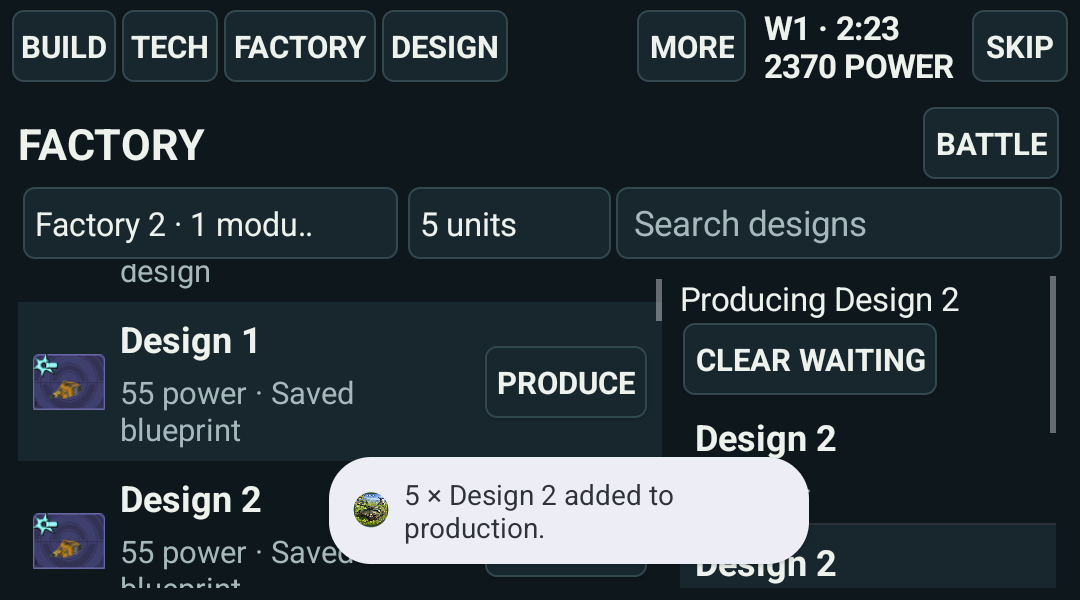 BUILD TECH FACTORY DESIGN MORE W1 · 2:23 SKIP
2370 POWER
FACTORY BATTLE
Factory 2 · 1 modu.. 5 units Search designs
design
Producing Design 2
Design 1
CLEAR WAITING
PRODUCE
55 power · Saved
blueprint
Design 2
Design 2
5 × Design 2 added to
production.
55 power · Saved
Design 2
blueprint